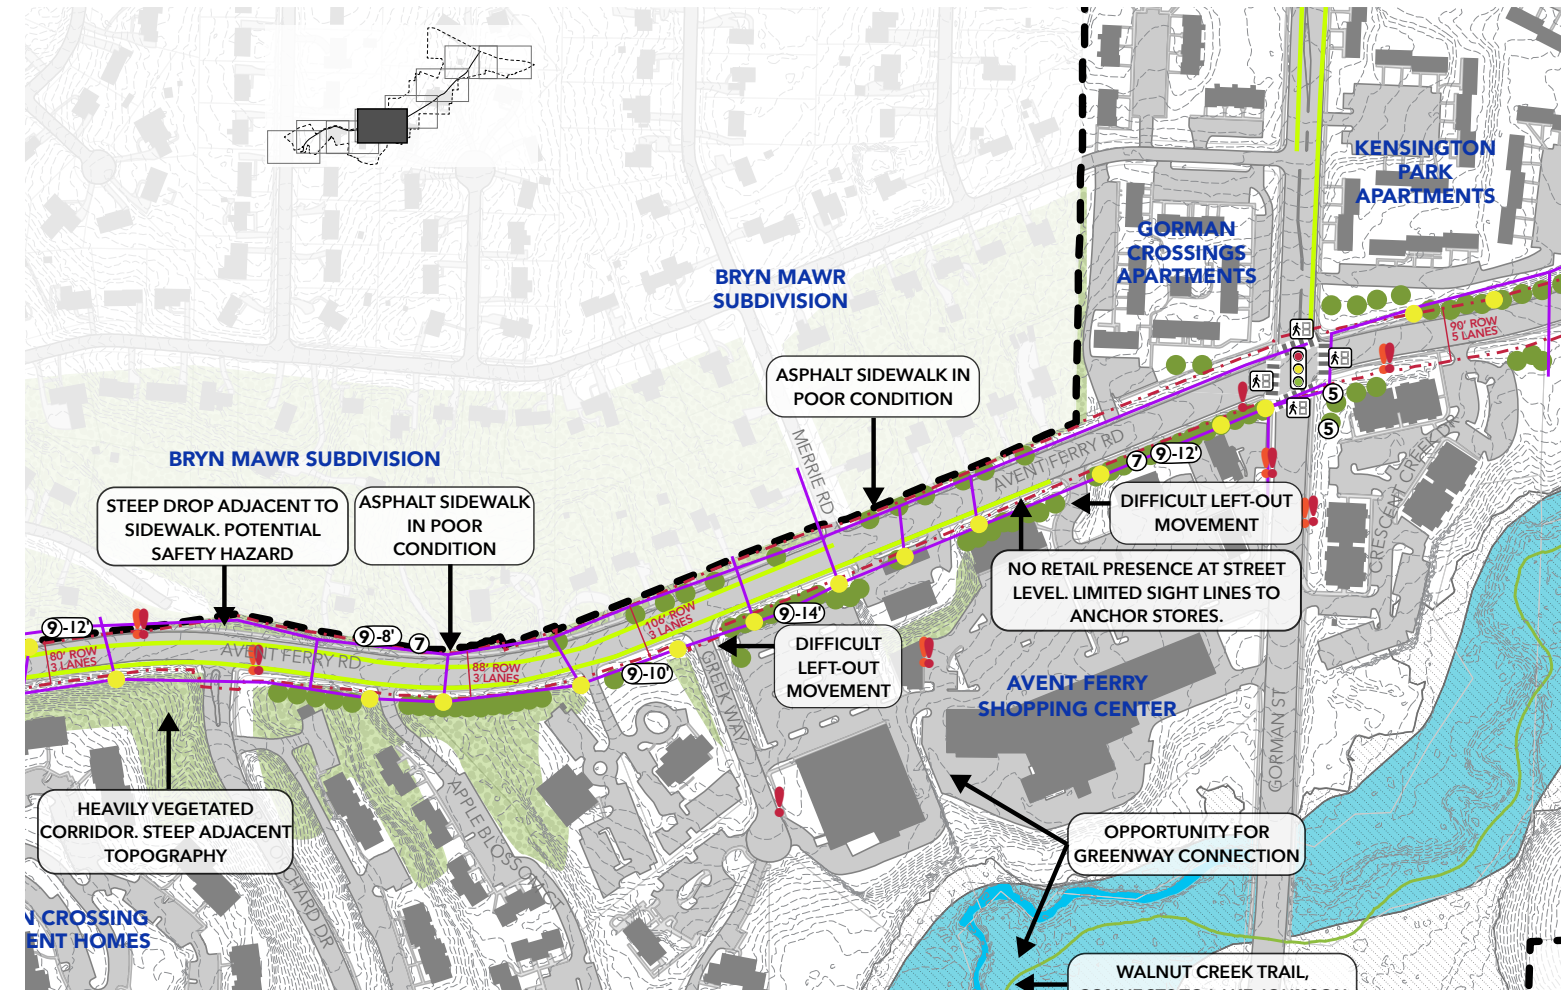 KENSINGTON
PARK
APARTMENTS
GORMAN
CROSSINGS
APARTMENTS
BRYN MAWR
SUBDIVISION
90' ROW
5 LANES
ASPHALT SIDEWALK IN
POOR CONDITION
5
5
MERRIE RD
AVENT FERRY RD
7
9-12'
CRESCENT CREEK DR
BRYN MAWR SUBDIVISION
STEEP DROP ADJACENT TO
SIDEWALK. POTENTIAL
SAFETY HAZARD
ASPHALT SIDEWALK
IN POOR
CONDITION
DIFFICULT LEFT-OUT
MOVEMENT
NO RETAIL PRESENCE AT STREET
LEVEL. LIMITED SIGHT LINES TO
ANCHOR STORES.
9-12'
9-8'
7
9-14'
106' ROW
3 LANES
80' ROW
3 LANES
AVENT FERRY RD
88' ROW
3 LANES
9-10'
DIFFICULT
LEFT-OUT
MOVEMENT
GREEK WAY
AVENT FERRY
SHOPPING CENTER
GORMAN ST
HEAVILY VEGETATED
CORRIDOR. STEEP ADJACENT
TOPOGRAPHY
OPPORTUNITY FOR
GREENWAY CONNECTION
N CROSSING
ENT HOMES
HARD DR
WALNUT CREEK TRAIL,